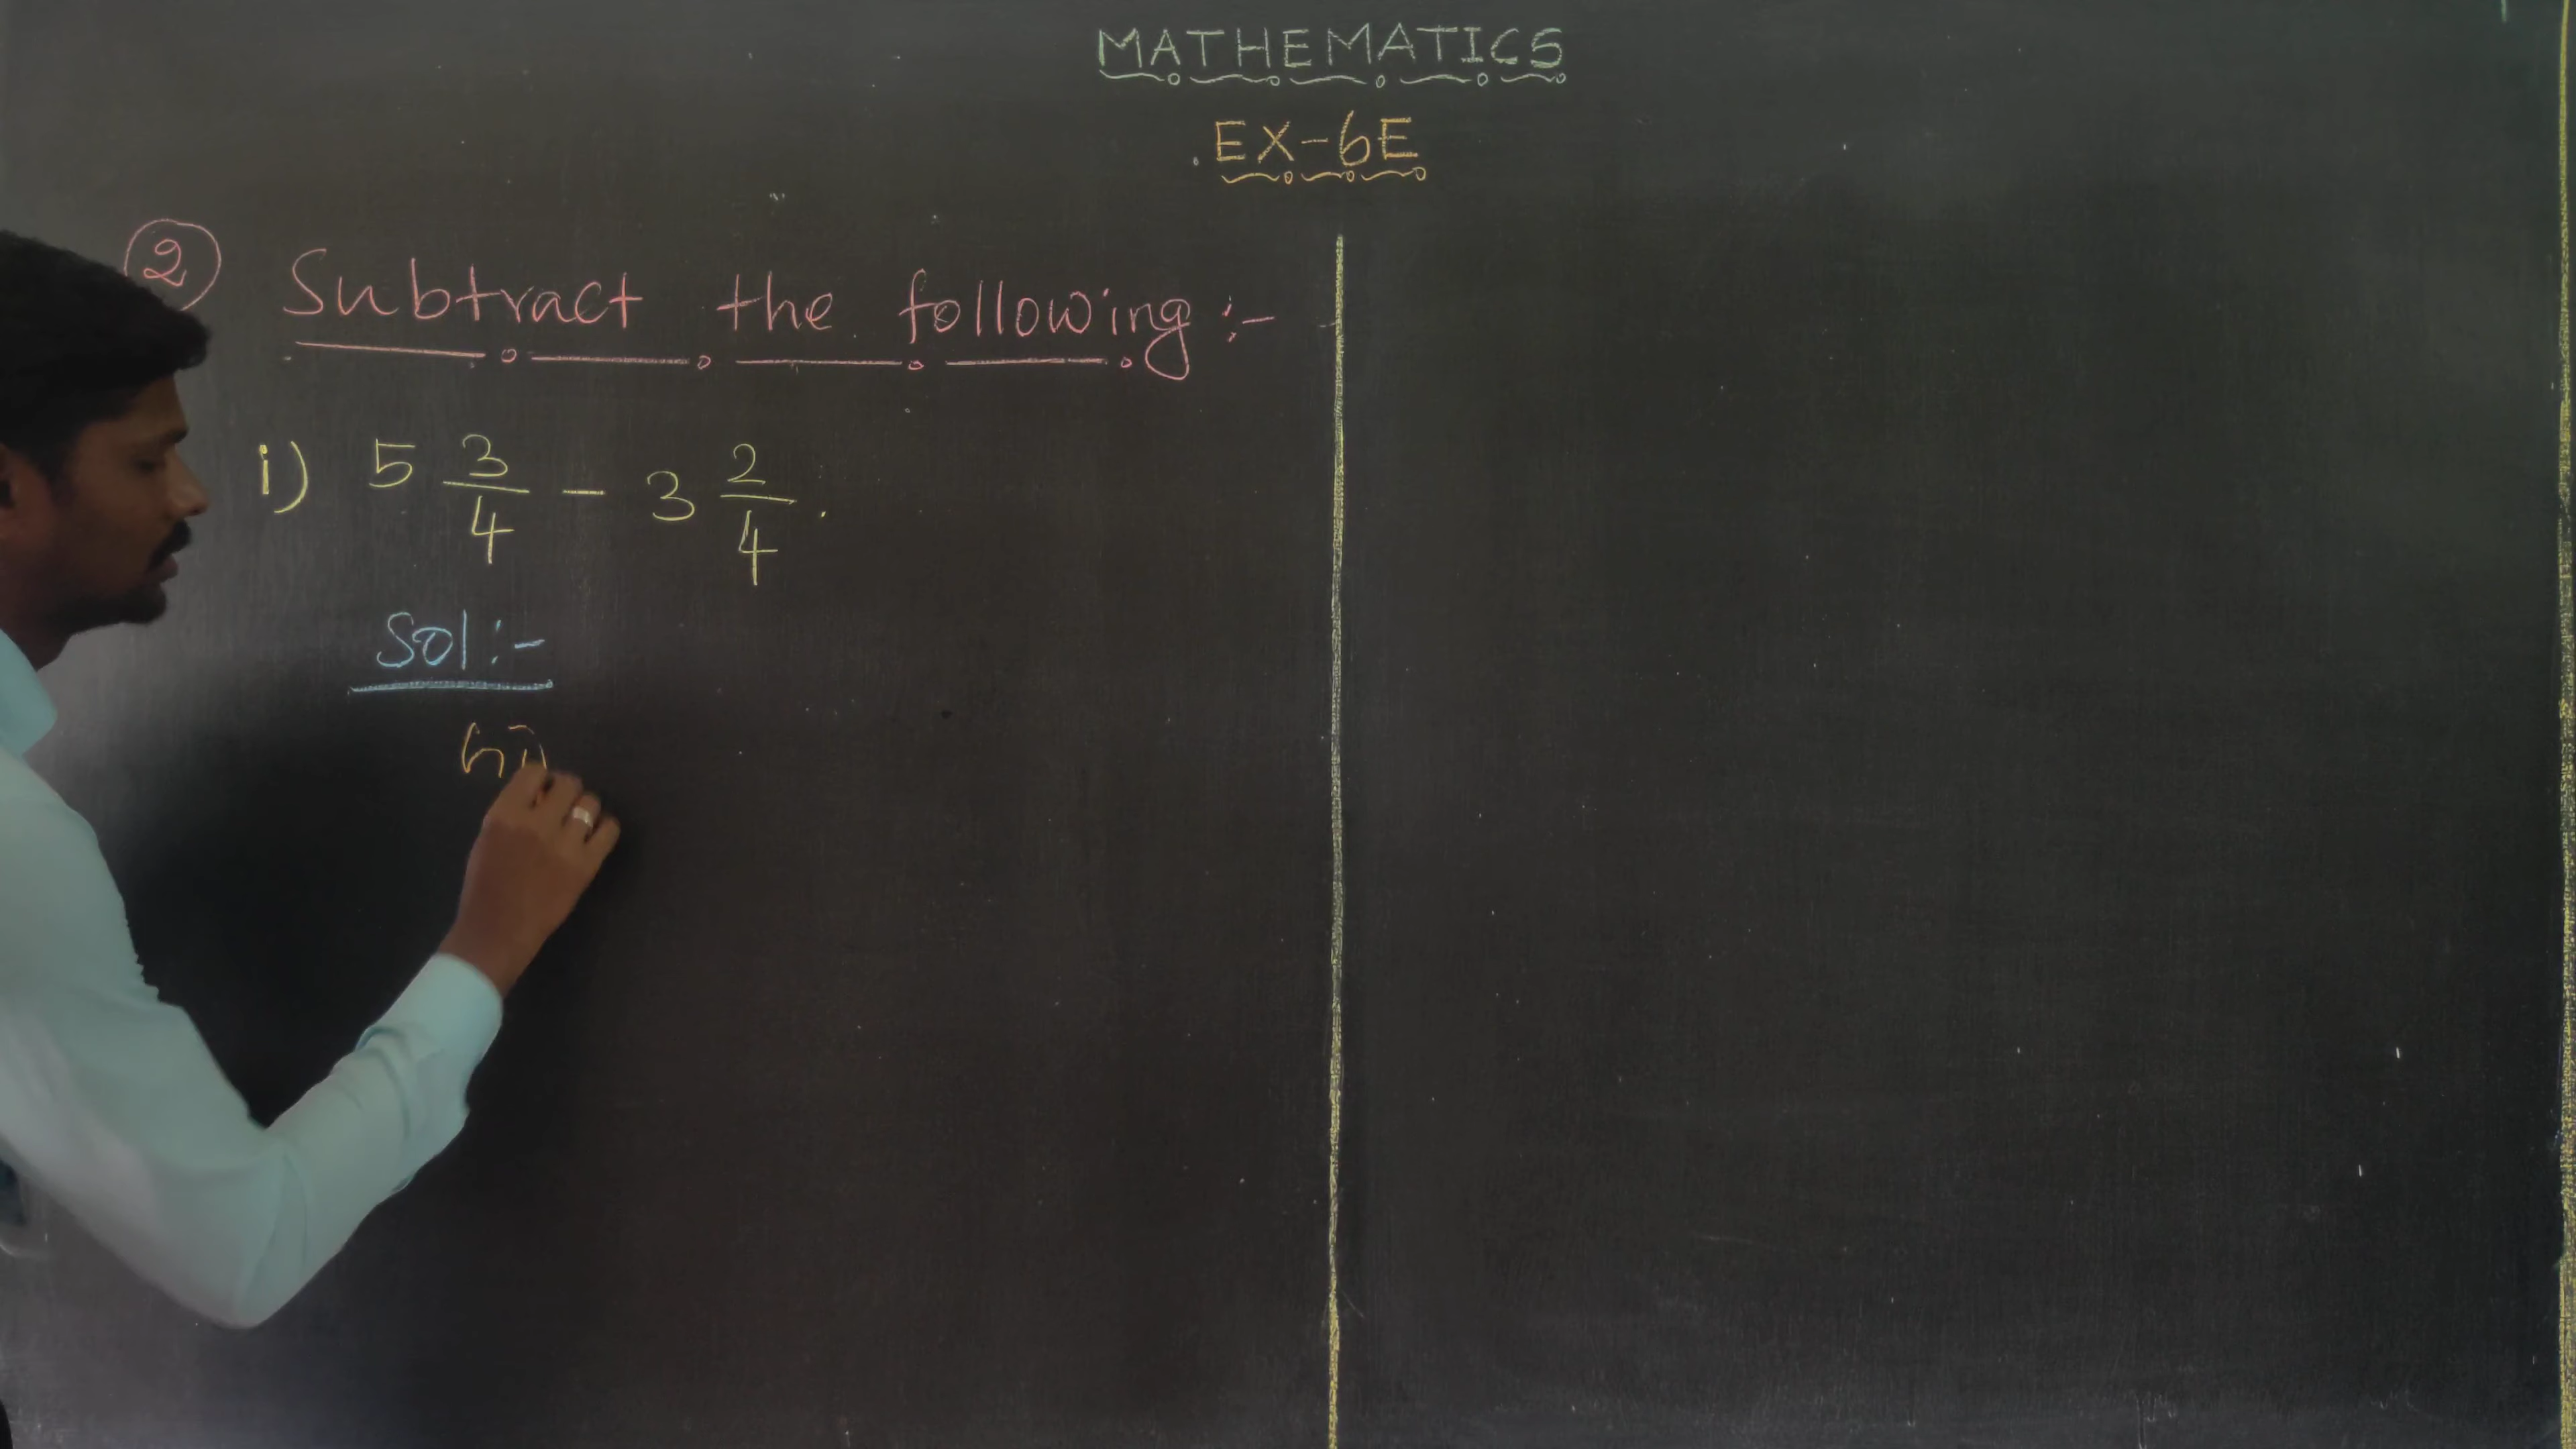 MATHEMATICS
EX-6E
2 Subtract the following :-
i) 5 3/4 - 3 2/4 .
Sol :-